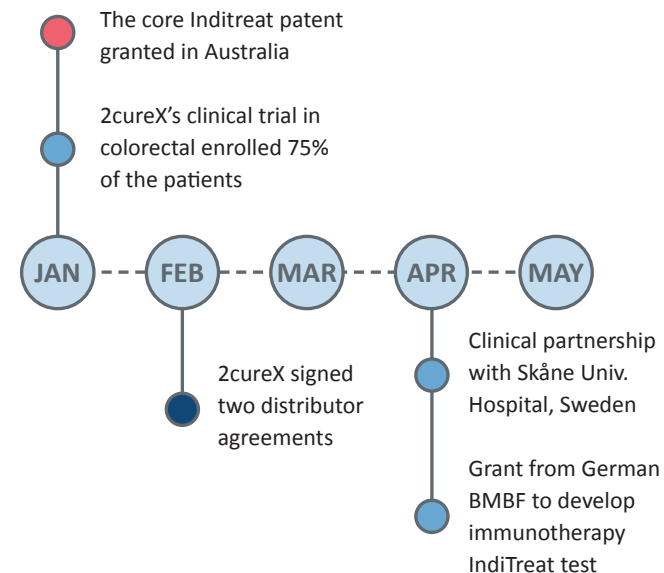 The core Inditreat patent
granted in Australia
2cureX's clinical trial in
colorectal enrolled 75%
of the patients
JAN
FEB
MAR
APR
MAY
2cureX signed
two distributor
agreements
Clinical partnership
with Skåne Univ.
Hospital, Sweden
Grant from German
BMBF to develop
immunotherapy
IndiTreat test